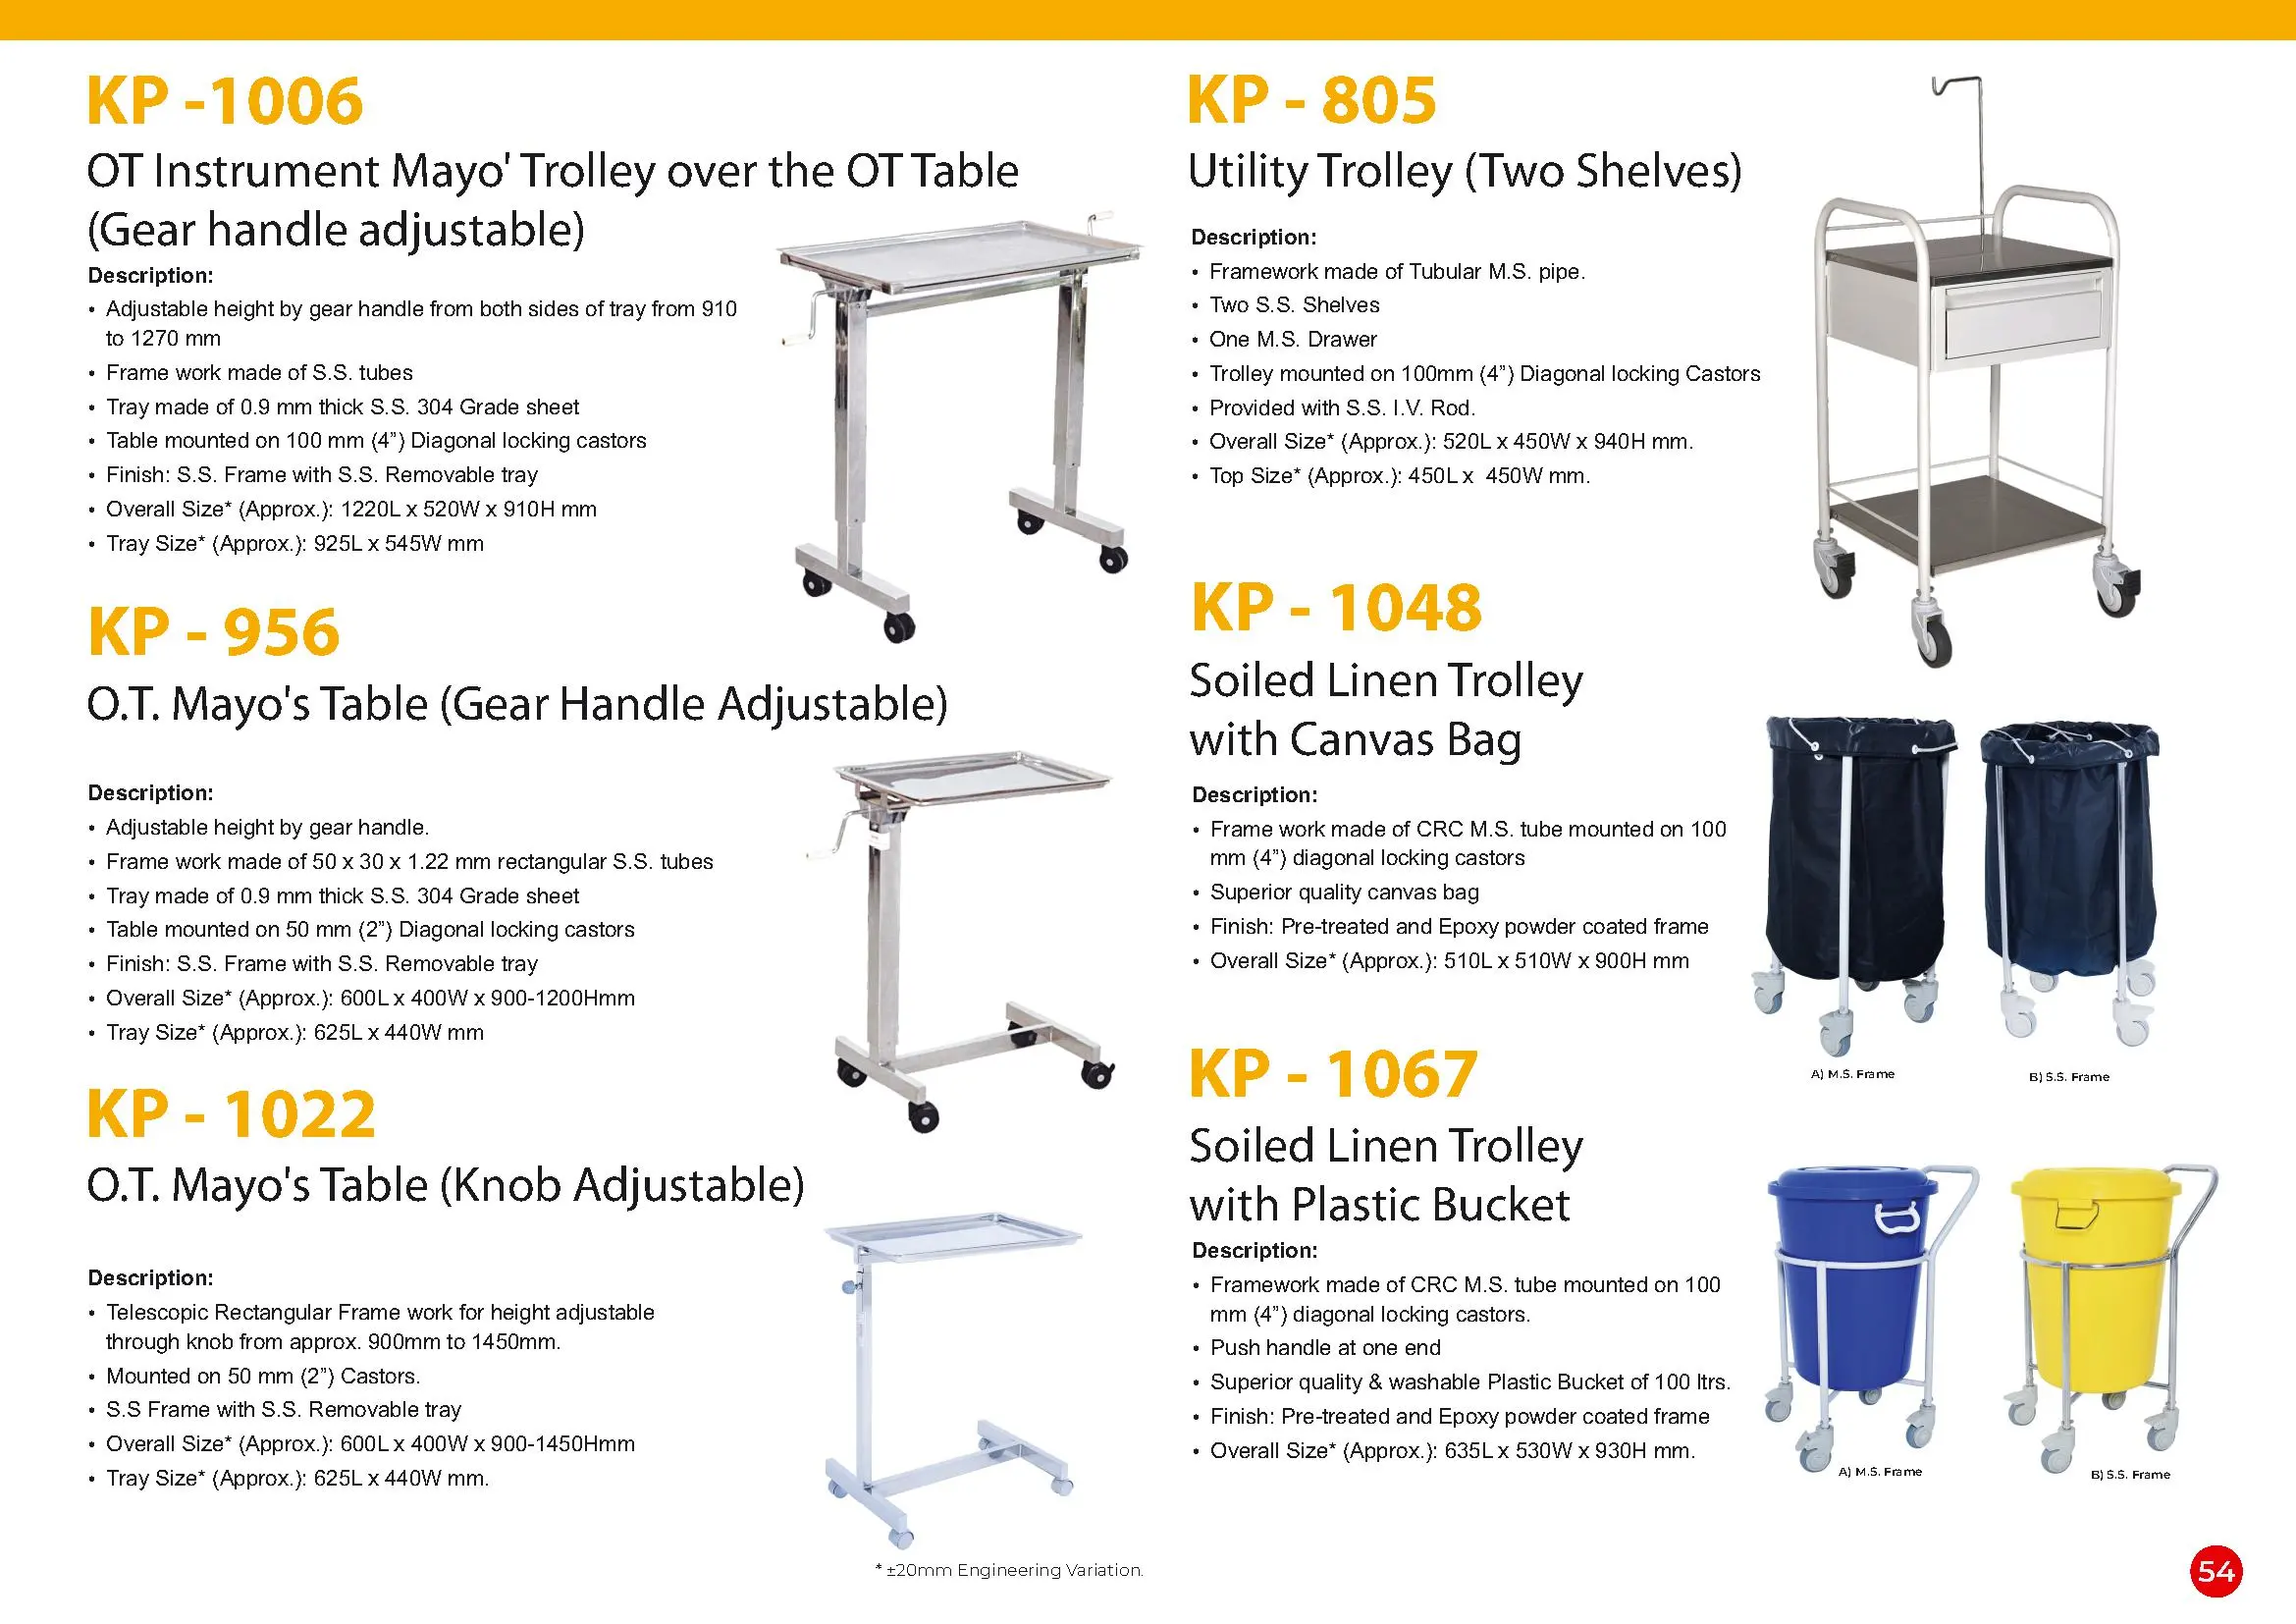 KP -1006
OT Instrument Mayo' Trolley over the OT Table
(Gear handle adjustable)
Description:
• Adjustable height by gear handle from both sides of tray from 910
to 1270 mm
• Frame work made of S.S. tubes
• Tray made of 0.9 mm thick S.S. 304 Grade sheet
• Table mounted on 100 mm (4”) Diagonal locking castors
• Finish: S.S. Frame with S.S. Removable tray
• Overall Size* (Approx.): 1220L x 520W x 910H mm
• Tray Size* (Approx.): 925L x 545W mm
KP - 956
O.T. Mayo's Table (Gear Handle Adjustable)
Description:
• Adjustable height by gear handle.
• Frame work made of 50 x 30 x 1.22 mm rectangular S.S. tubes
• Tray made of 0.9 mm thick S.S. 304 Grade sheet
• Table mounted on 50 mm (2”) Diagonal locking castors
• Finish: S.S. Frame with S.S. Removable tray
• Overall Size* (Approx.): 600L x 400W x 900-1200Hmm
• Tray Size* (Approx.): 625L x 440W mm
KP - 1022
O.T. Mayo's Table (Knob Adjustable)
Description:
• Telescopic Rectangular Frame work for height adjustable
through knob from approx. 900mm to 1450mm.
• Mounted on 50 mm (2”) Castors.
• S.S Frame with S.S. Removable tray
• Overall Size* (Approx.): 600L x 400W x 900-1450Hmm
• Tray Size* (Approx.): 625L x 440W mm.
* ±20mm Engineering Variation.
KP - 805
Utility Trolley (Two Shelves)
Description:
• Framework made of Tubular M.S. pipe.
• Two S.S. Shelves
• One M.S. Drawer
• Trolley mounted on 100mm (4”) Diagonal locking Castors
• Provided with S.S. I.V. Rod.
• Overall Size* (Approx.): 520L x 450W x 940H mm.
• Top Size* (Approx.): 450L x 450W mm.
KP - 1048
Soiled Linen Trolley
with Canvas Bag
Description:
• Frame work made of CRC M.S. tube mounted on 100
mm (4”) diagonal locking castors
• Superior quality canvas bag
• Finish: Pre-treated and Epoxy powder coated frame
• Overall Size* (Approx.): 510L x 510W x 900H mm
A) M.S. Frame
B) S.S. Frame
KP - 1067
Soiled Linen Trolley
with Plastic Bucket
Description:
• Framework made of CRC M.S. tube mounted on 100
mm (4”) diagonal locking castors.
• Push handle at one end
• Superior quality & washable Plastic Bucket of 100 ltrs.
• Finish: Pre-treated and Epoxy powder coated frame
• Overall Size* (Approx.): 635L x 530W x 930H mm.
A) M.S. Frame
B) S.S. Frame
54